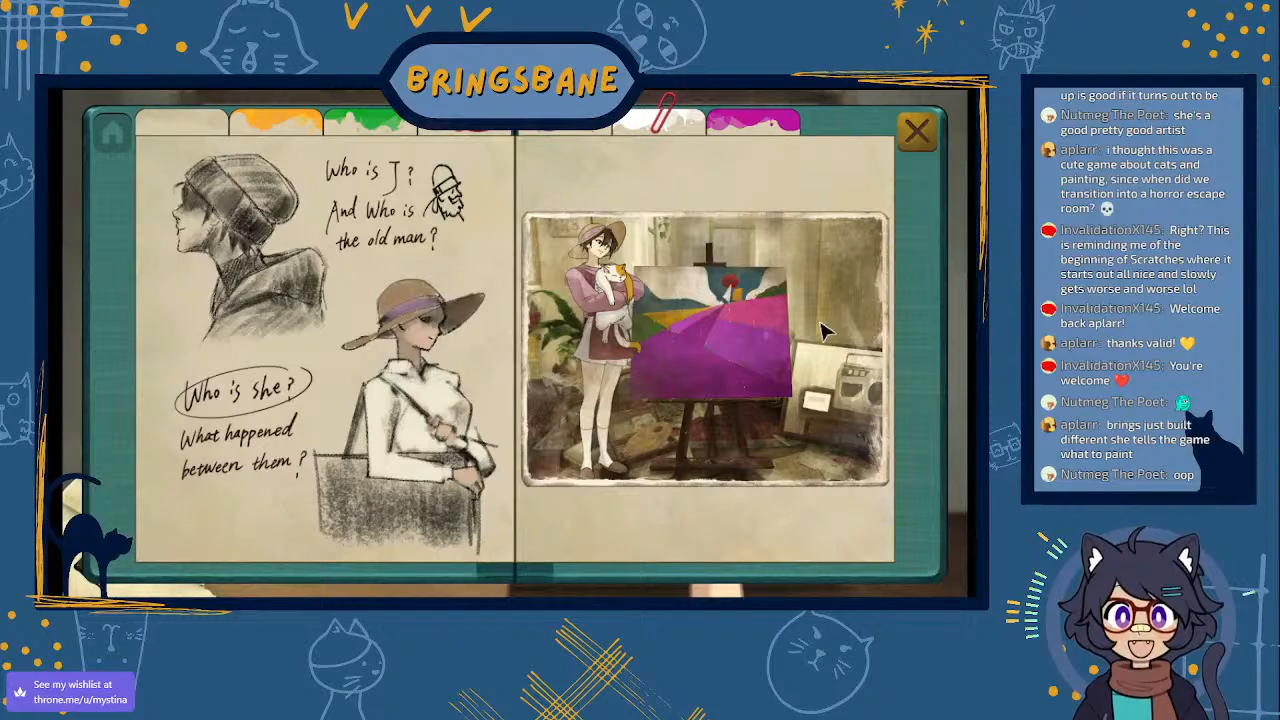 BRINGSBANE
Who is J?
And Who is
the old man?
Who is she?
What happened
between them?
up is good if it turns out to be
Nutmeg The Poet: she's a
good pretty good artist
aplarr: i thought this was a
cute game about cats and
painting, since when did we
transition into a horror escape
room? 💀
InvalidationX145: Right? This
is reminding me of the
beginning of Scratches where it
starts out all nice and slowly
gets worse and worse lol
InvalidationX145: Welcome
back aplarr!
aplarr: thanks valid! 💛
InvalidationX145: You're
welcome ❤️
Nutmeg The Poet:
aplarr: brings just built
different she tells the game
what to paint
Nutmeg The Poet: oop
See my wishlist at
throne.me/u/mystina